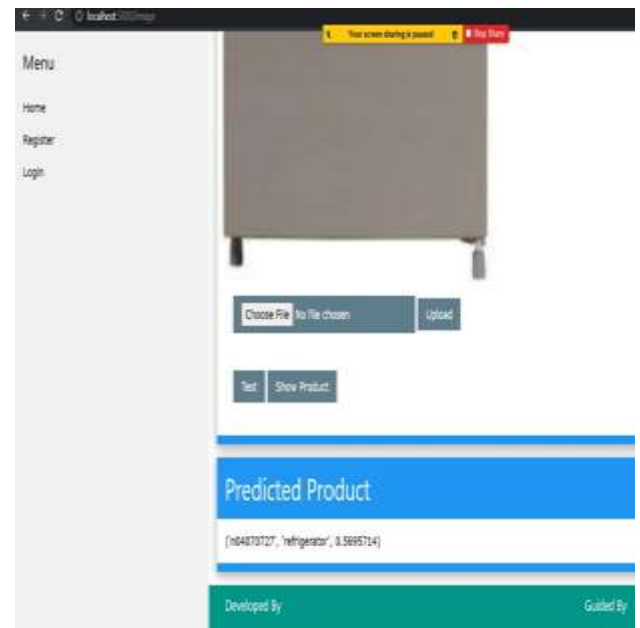 localhost
Your screen sharing is paused
Stop Share
Menu
Home
Register
Login
Choose File No file chosen
Upload
Test
Show Product
Predicted Product
['n04070727', 'refrigerator', 0.5695714]
Developed By
Guided By